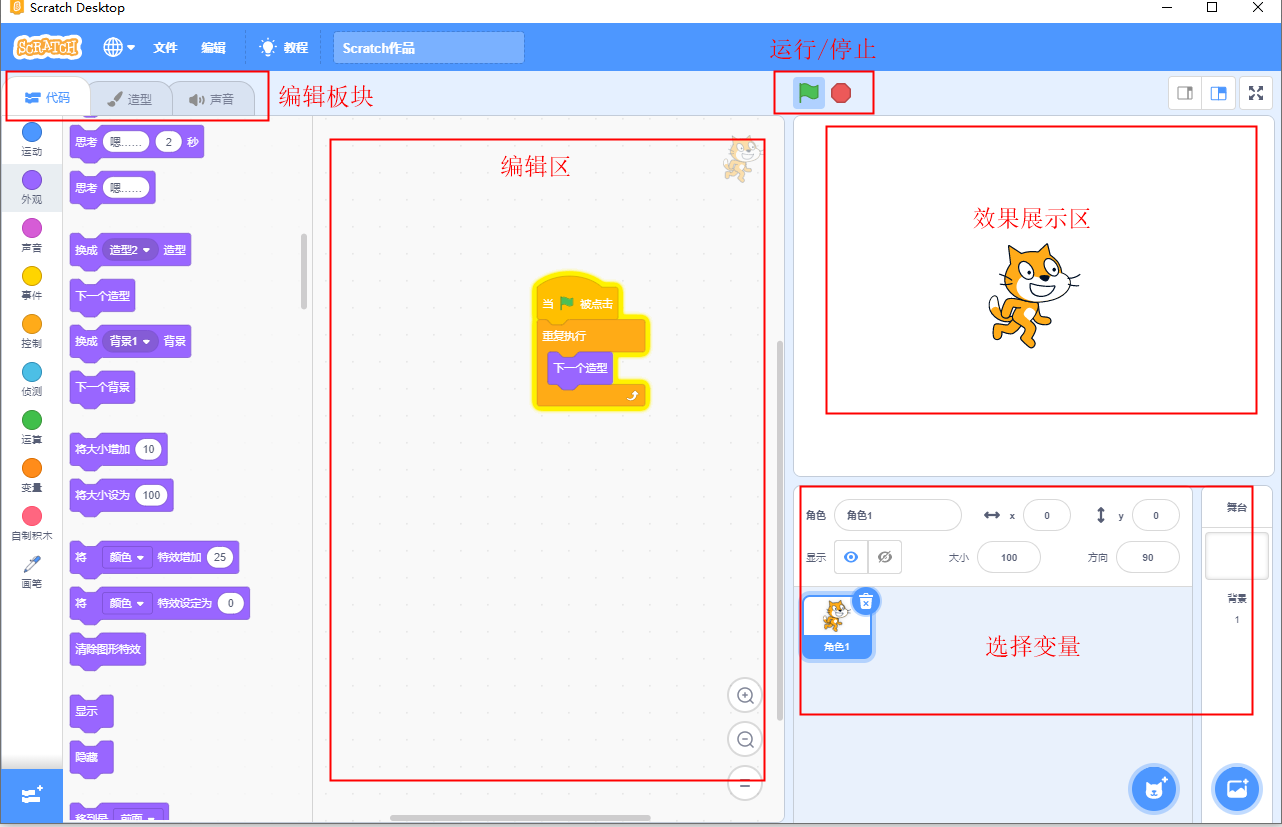 Scratch Desktop
SCRATCH 文件 编辑 教程 Scratch作品
运行/停止
代码 造型 声音
编辑板块
运动
外观
声音
事件
控制
侦测
运算
变量
自制积木
画笔
思考 嗯…… 2 秒
思考 嗯……
换成 造型2 造型
下一个造型
换成 背景1 背景
下一个背景
将大小增加 10
将大小设为 100
将 颜色 特效增加 25
将 颜色 特效设定为 0
清除图形特效
显示
隐藏
移到最 前面
编辑区
当 被点击
重复执行
下一个造型
效果展示区
角色 角色1 x 0 y 0
显示 大小 100 方向 90
角色1
选择变量
舞台
背景
1